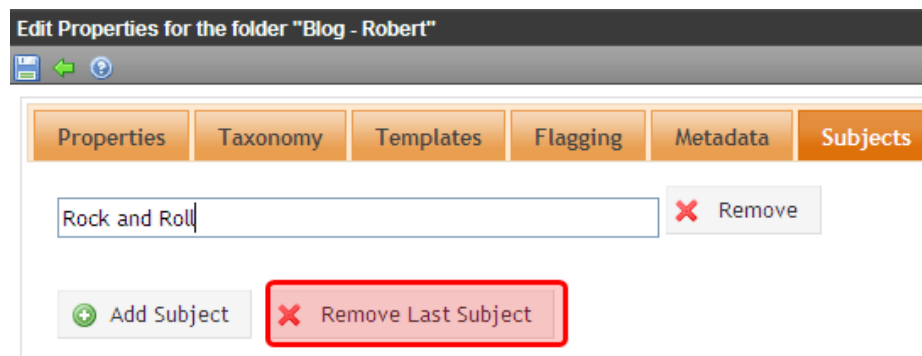 Edit Properties for the folder "Blog - Robert"
Properties Taxonomy Templates Flagging Metadata Subjects
Rock and Roll Remove
Add Subject Remove Last Subject